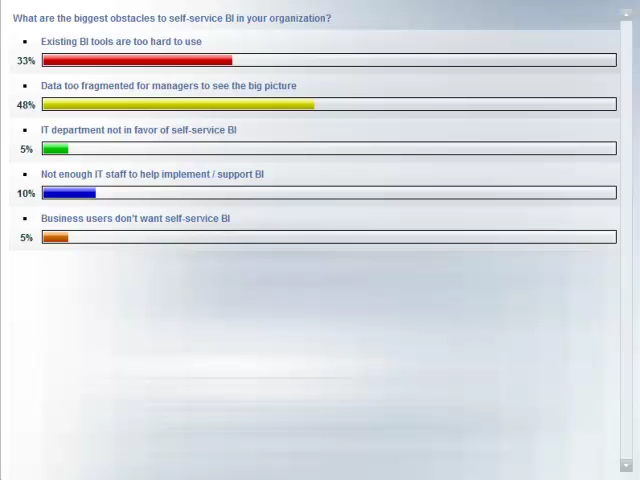 What are the biggest obstacles to self-service BI in your organization?
Existing BI tools are too hard to use
33%
Data too fragmented for managers to see the big picture
48%
IT department not in favor of self-service BI
5%
Not enough IT staff to help implement / support BI
10%
Business users don't want self-service BI
5%